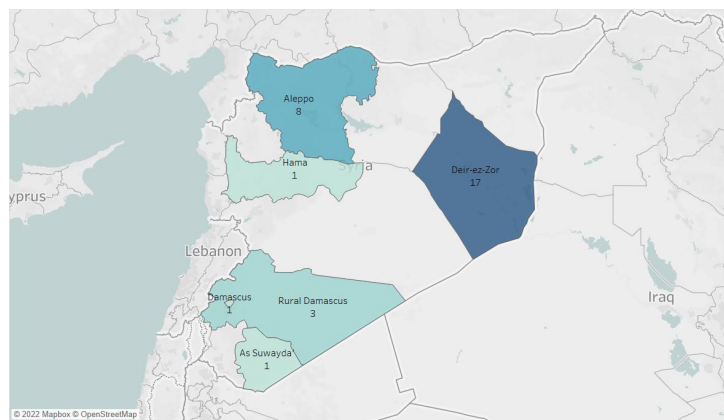 Aleppo
8
Hama
1
Syria
Deir-ez-Zor
17
yprus
Lebanon
Damascus
1
Rural Damascus
3
Iraq
As Suwayda'
1
© 2022 Mapbox © OpenStreetMap